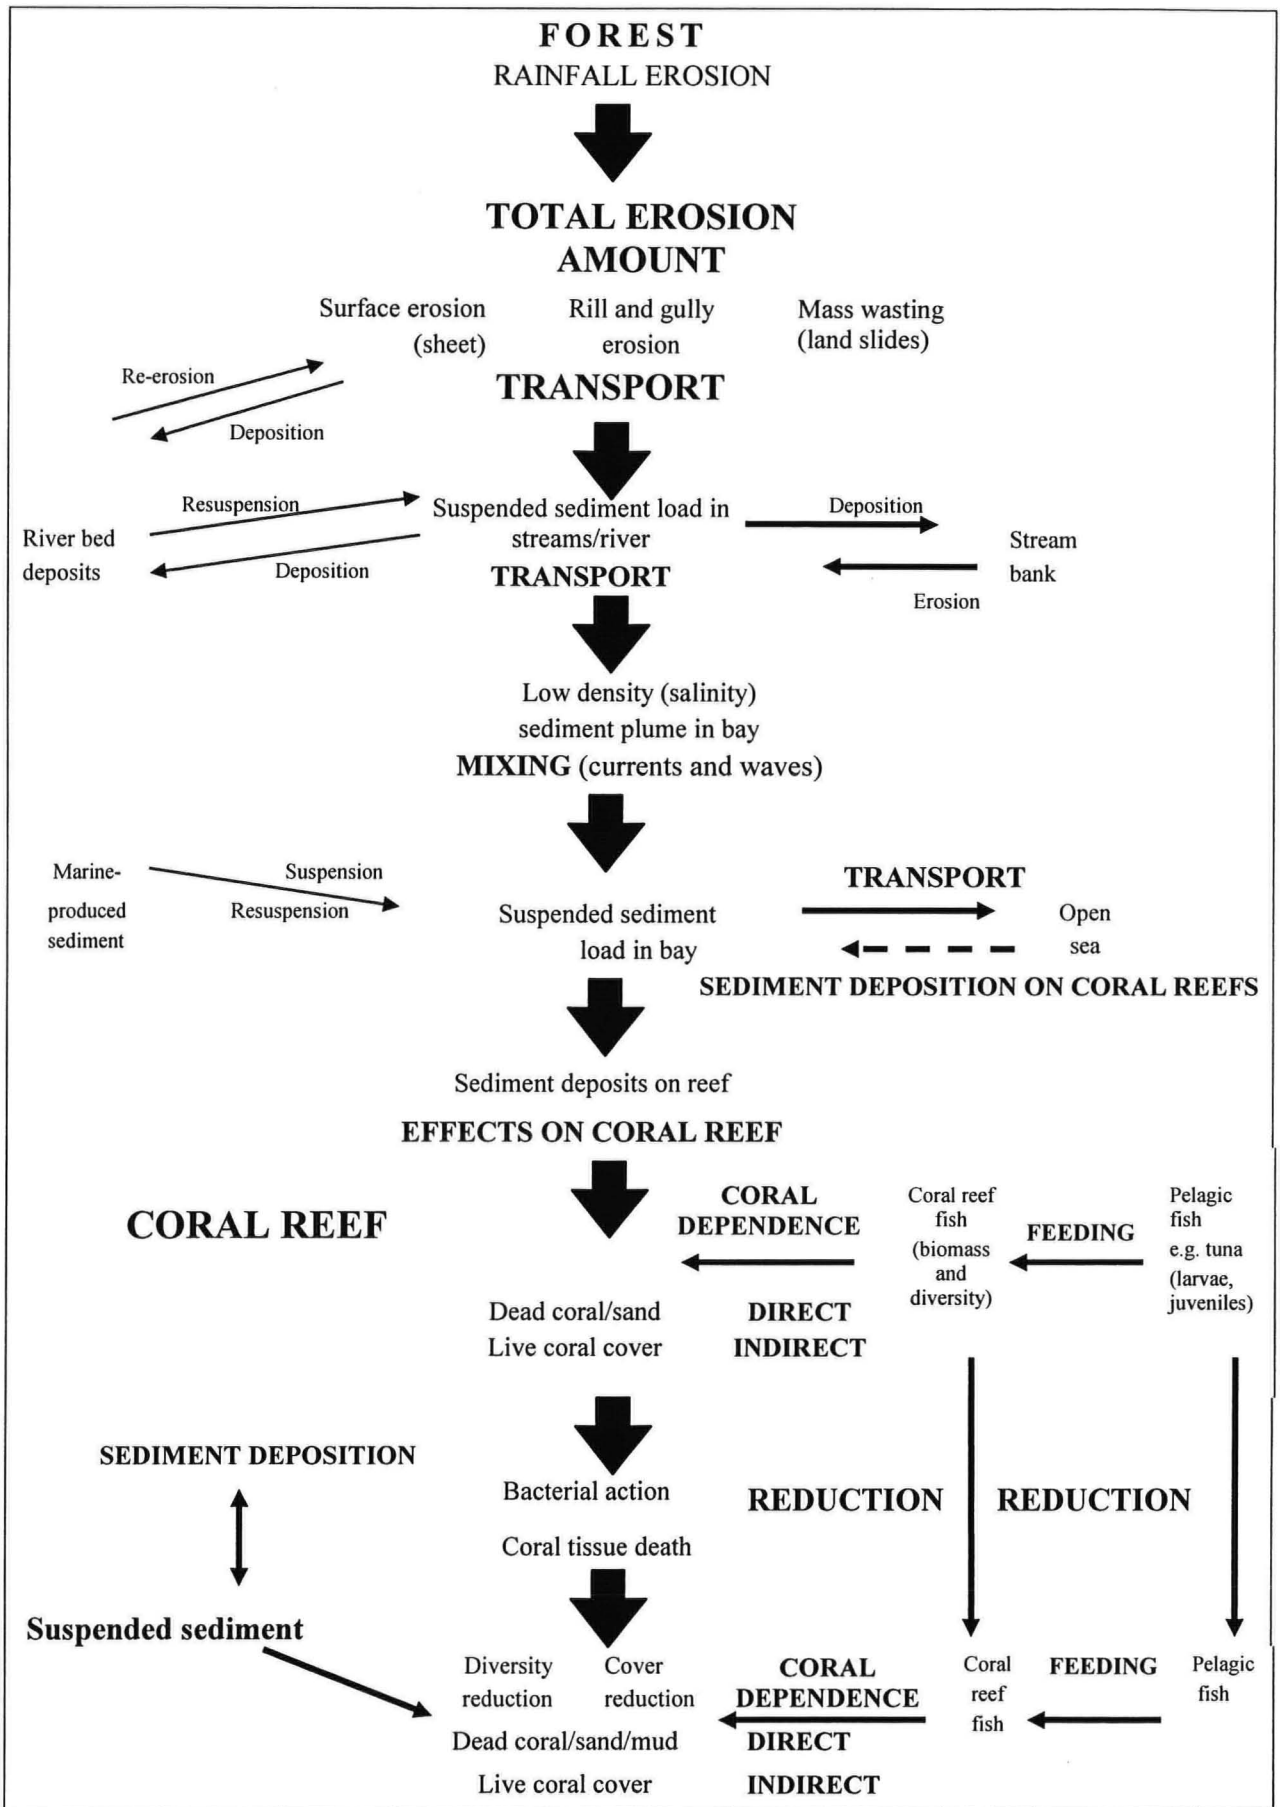 FOREST
RAINFALL EROSION
TOTAL EROSION
AMOUNT
Surface erosion
(sheet)
Rill and gully
erosion
Mass wasting
(land slides)
Re-erosion
Deposition
TRANSPORT
Resuspension
River bed
deposits
Deposition
Suspended sediment load in
streams/river
TRANSPORT
Deposition
Stream
bank
Erosion
Low density (salinity)
sediment plume in bay
MIXING (currents and waves)
Marine-
produced
sediment
Suspension
Resuspension
Suspended sediment
load in bay
TRANSPORT
Open
sea
SEDIMENT DEPOSITION ON CORAL REEFS
Sediment deposits on reef
EFFECTS ON CORAL REEF
CORAL REEF
CORAL
DEPENDENCE
Coral reef
fish
(biomass
and
diversity)
FEEDING
Pelagic
fish
e.g. tuna
(larvae,
juveniles)
Dead coral/sand
Live coral cover
DIRECT
INDIRECT
SEDIMENT DEPOSITION
Bacterial action
Coral tissue death
REDUCTION
REDUCTION
Suspended sediment
Diversity
reduction
Cover
reduction
CORAL
DEPENDENCE
Coral
reef
fish
FEEDING
Pelagic
fish
Dead coral/sand/mud
DIRECT
Live coral cover
INDIRECT